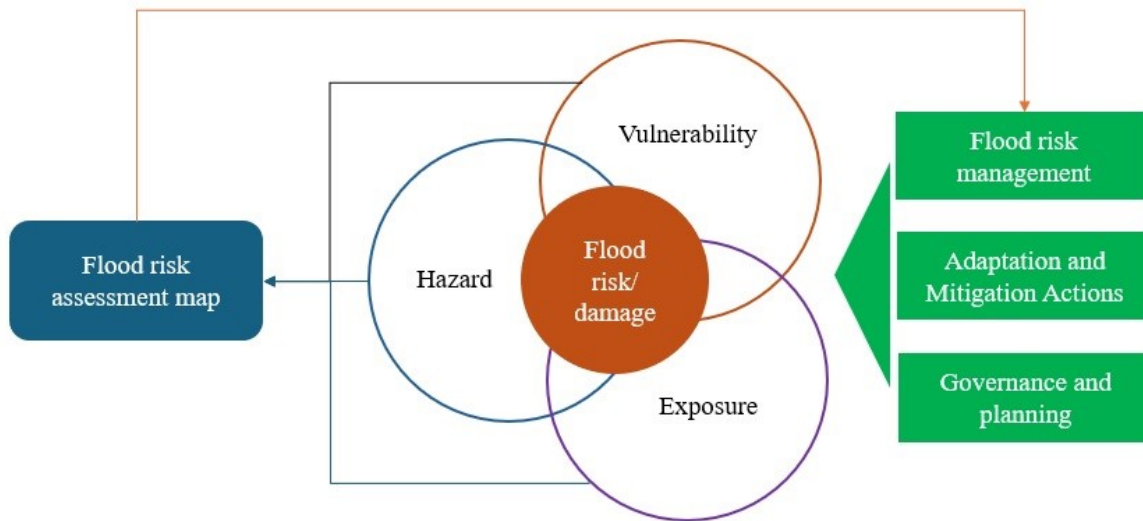 Flood risk
assessment map
Hazard
Vulnerability
Flood
risk/
damage
Exposure
Flood risk
management
Adaptation and
Mitigation Actions
Governance and
planning